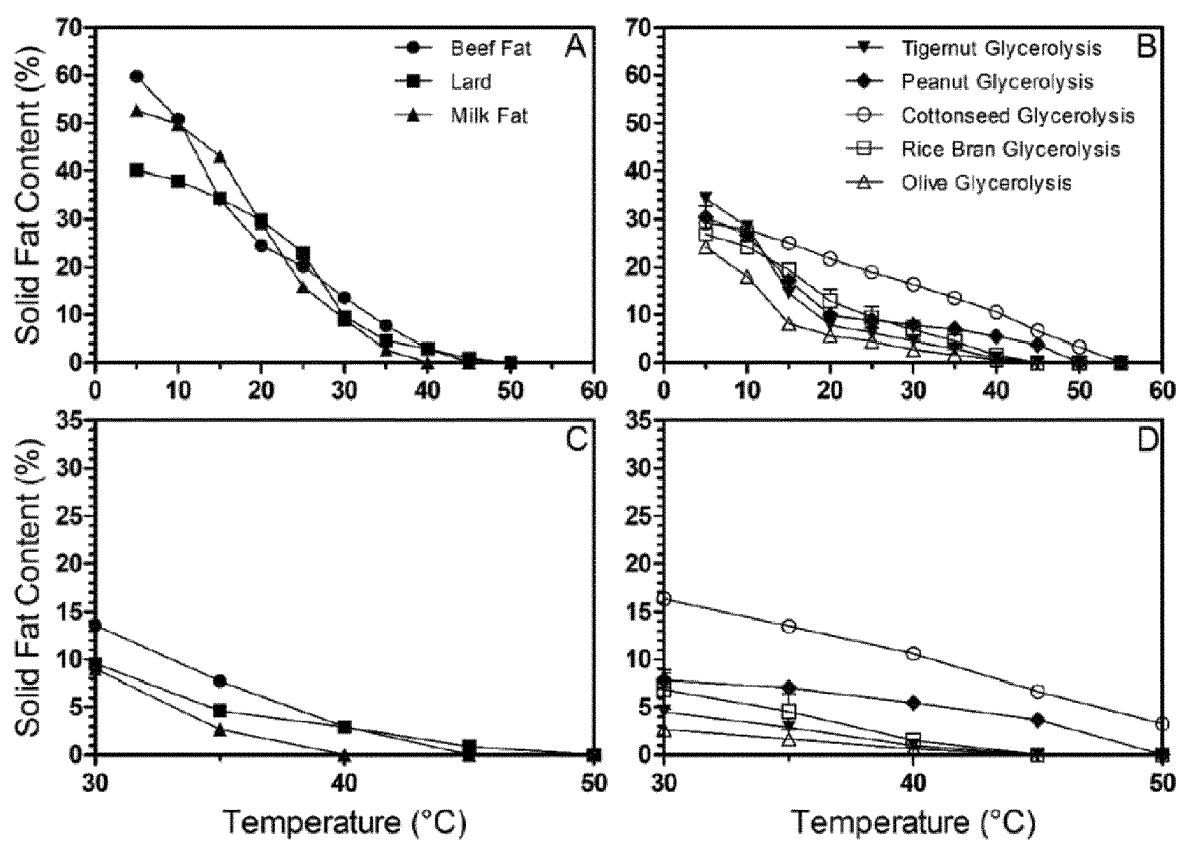 70
60
50
40
30
20
10
0
Solid Fat Content (%)
Beef Fat
Lard
Milk Fat
A
0 10 20 30 40 50 60
70
60
50
40
30
20
10
0
Tigernut Glycerolysis
Peanut Glycerolysis
Cottonseed Glycerolysis
Rice Bran Glycerolysis
Olive Glycerolysis
B
0 10 20 30 40 50 60
35
30
25
20
15
10
5
0
Solid Fat Content (%)
C
30 40 50
Temperature (°C)
35
30
25
20
15
10
5
0
D
30 40 50
Temperature (°C)